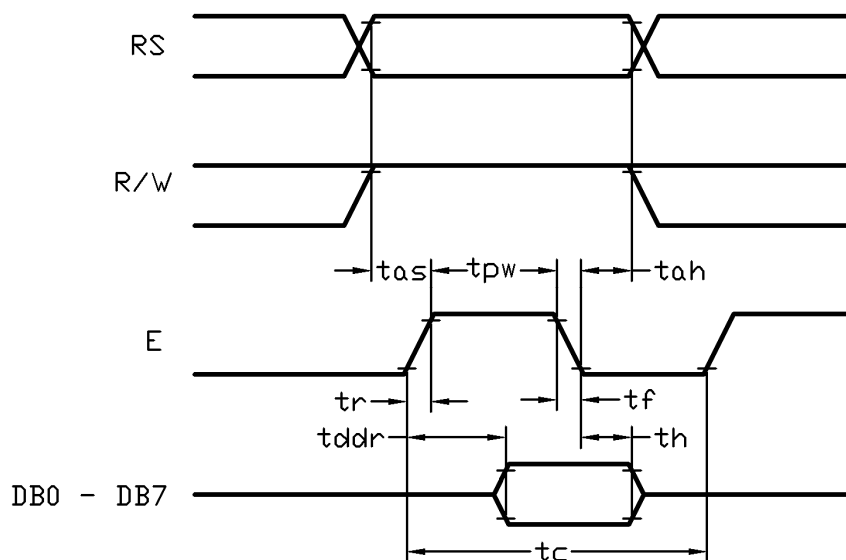 RS
R/W
tas tpw tah
E
tr tf
tddr th
DB0 - DB7
tc